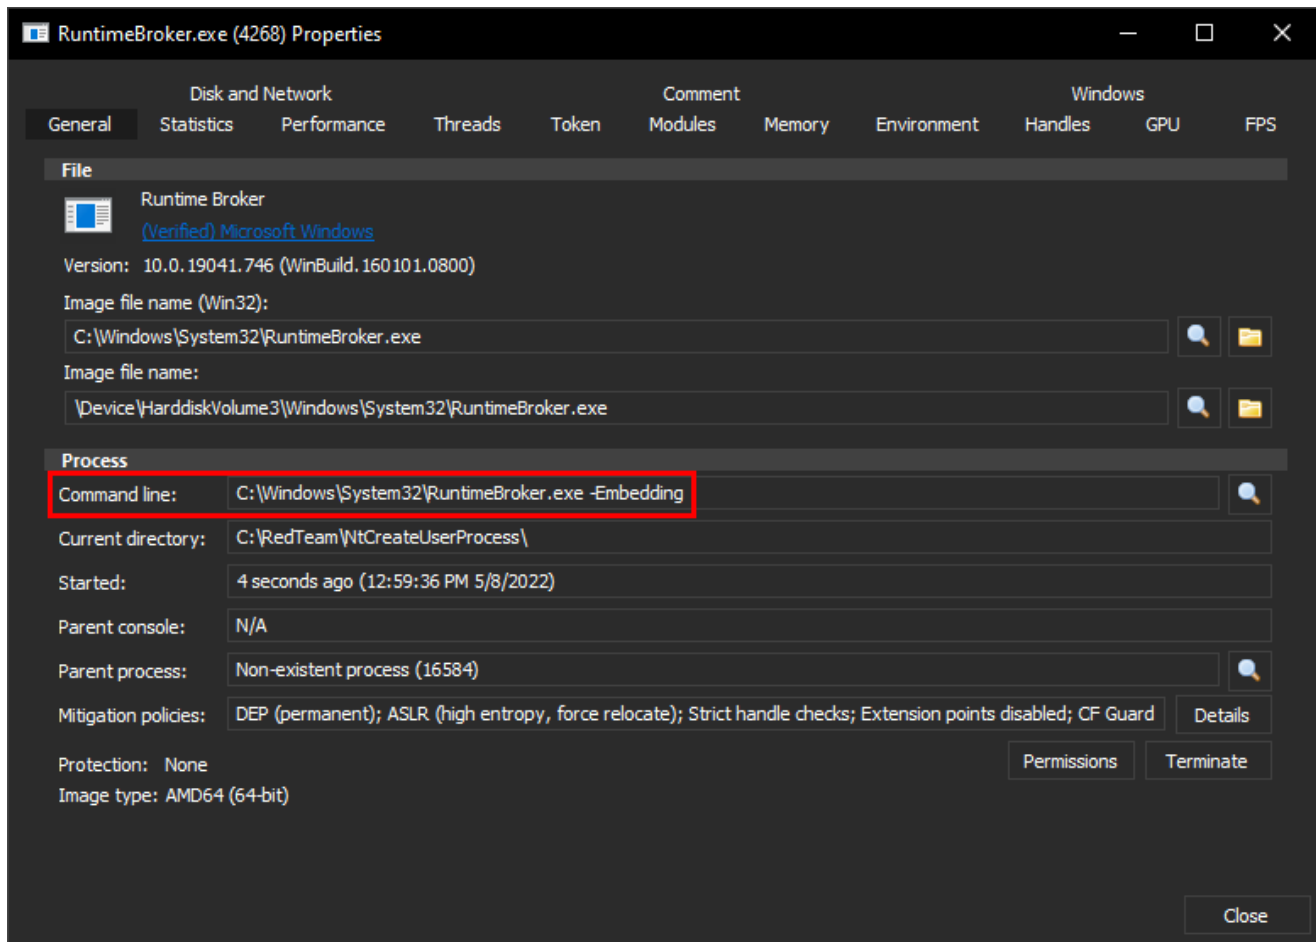 RuntimeBroker.exe (4268) Properties
Disk and Network Comment Windows
General Statistics Performance Threads Token Modules Memory Environment Handles GPU FPS
File
Runtime Broker
(Verified) Microsoft Windows
Version: 10.0.19041.746 (WinBuild.160101.0800)
Image file name (Win32):
C:\Windows\System32\RuntimeBroker.exe
Image file name:
\Device\HarddiskVolume3\Windows\System32\RuntimeBroker.exe
Process
Command line: C:\Windows\System32\RuntimeBroker.exe -Embedding
Current directory: C:\RedTeam\NtCreateUserProcess\
Started: 4 seconds ago (12:59:36 PM 5/8/2022)
Parent console: N/A
Parent process: Non-existent process (16584)
Mitigation policies: DEP (permanent); ASLR (high entropy, force relocate); Strict handle checks; Extension points disabled; CF Guard Details
Protection: None Permissions Terminate
Image type: AMD64 (64-bit)
Close